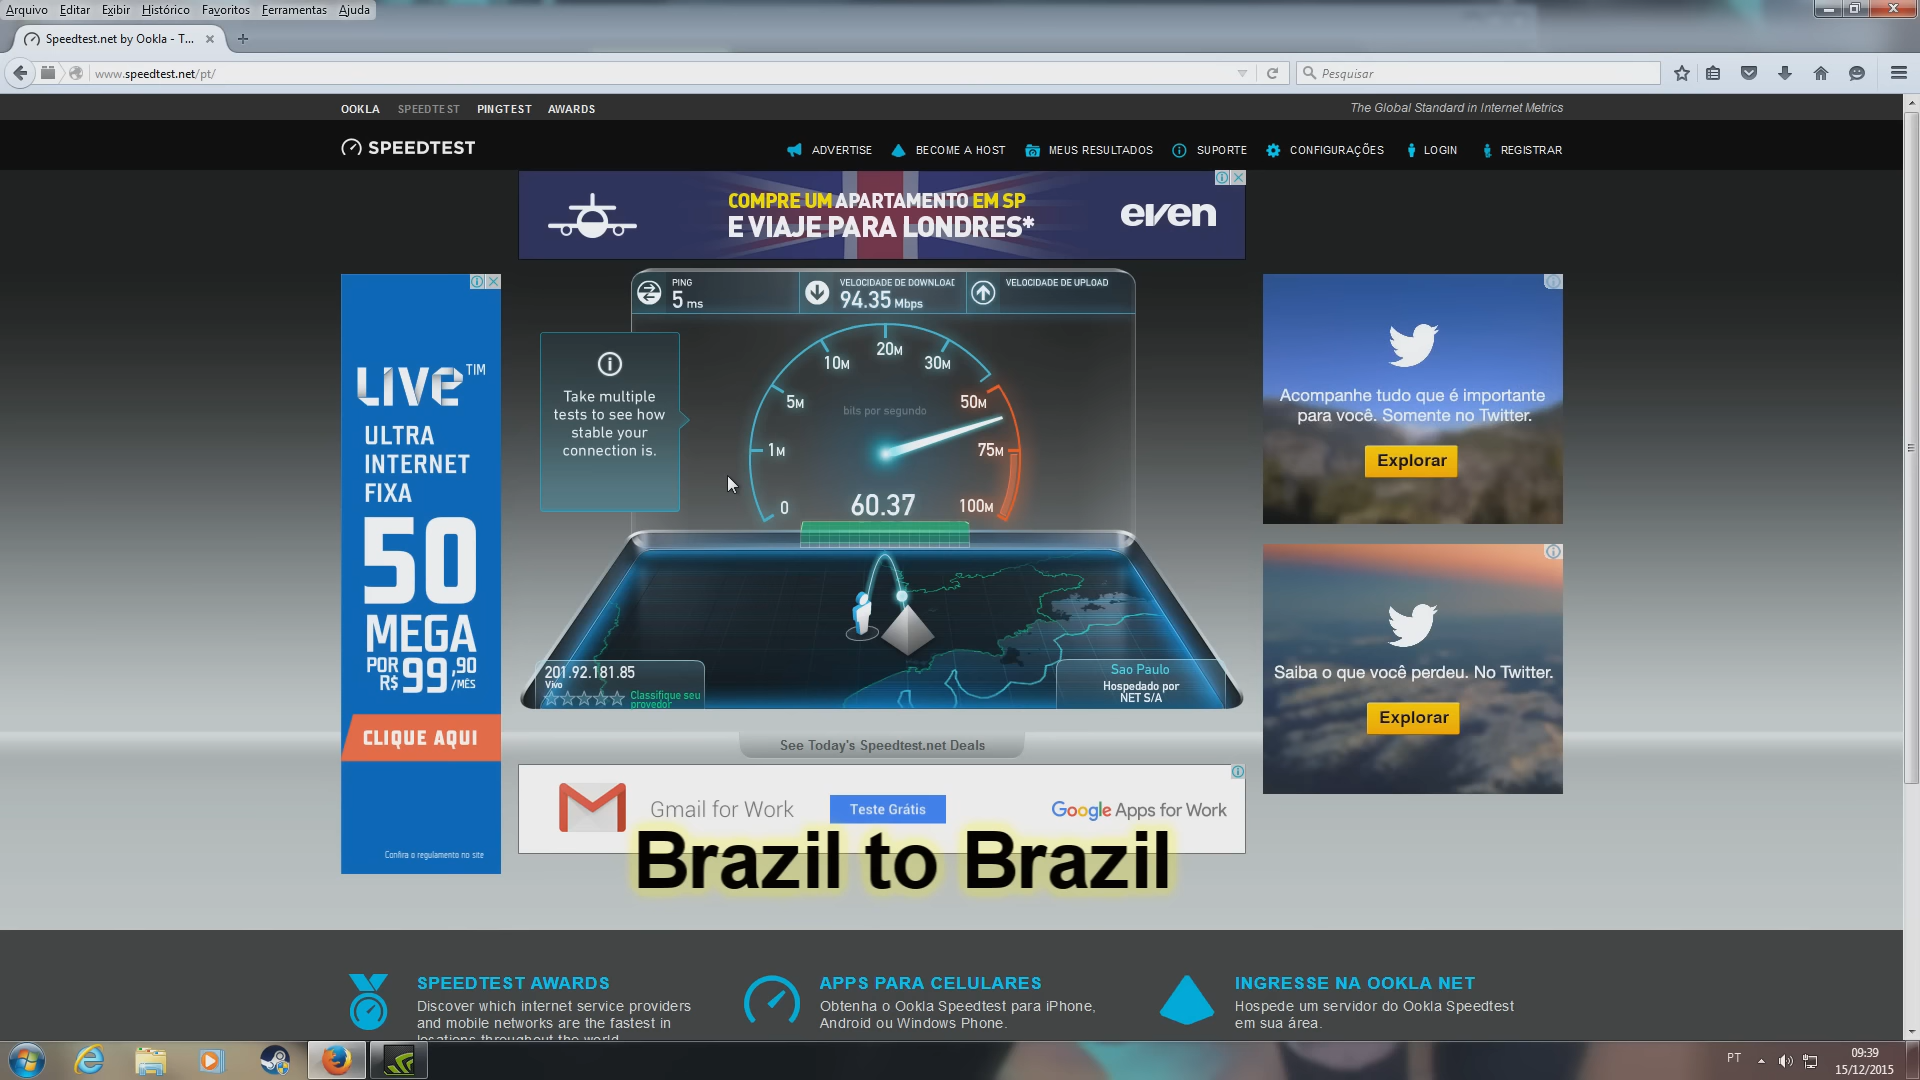 Arquivo Editar Exibir Histórico Favoritos Ferramentas Ajuda
Speedtest.net by Ookla - T...
www.speedtest.net/pt/
Pesquisar
OOKLA SPEEDTEST PINGTEST AWARDS
The Global Standard in Internet Metrics
SPEEDTEST
ADVERTISE BECOME A HOST MEUS RESULTADOS SUPORTE CONFIGURAÇÕES LOGIN REGISTRAR
COMPRE UM APARTAMENTO EM SP
E VIAJE PARA LONDRES*
even
PING
5 ms
VELOCIDADE DE DOWNLOAD
94.35 Mbps
VELOCIDADE DE UPLOAD
LIVE TIM
ULTRA
INTERNET
FIXA
50
MEGA
POR
R$ 99,90
/MÊS
CLIQUE AQUI
Confira o regulamento no site
Take multiple
tests to see how
stable your
connection is.
0
1M
5M
10M
20M
30M
50M
75M
100M
bits por segundo
60.37
201.92.181.85
Vivo
Classifique seu
provedor
Sao Paulo
Hospedado por
NET S/A
See Today's Speedtest.net Deals
Acompanhe tudo que é importante
para você. Somente no Twitter.
Explorar
Saiba o que você perdeu. No Twitter.
Explorar
Gmail for Work
Teste Grátis
Google Apps for Work
Brazil to Brazil
SPEEDTEST AWARDS
Discover which internet service providers
and mobile networks are the fastest in
locations throughout the world.
APPS PARA CELULARES
Obtenha o Ookla Speedtest para iPhone,
Android ou Windows Phone.
INGRESSE NA OOKLA NET
Hospede um servidor do Ookla Speedtest
em sua área.
PT
09:39
15/12/2015